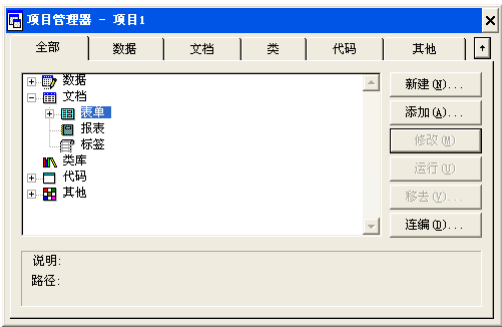 项目管理器 - 项目1
全部 数据 文档 类 代码 其他
数据
文档
表单
报表
标签
类库
代码
其他
新建(N)...
添加(A)...
修改(M)
运行(U)
移去(V)...
连编(D)...
说明:
路径: